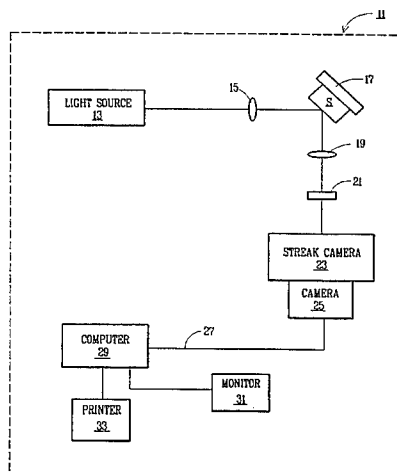 11
15
17
LIGHT SOURCE
13
S
19
21
STREAK CAMERA
23
CAMERA
25
27
COMPUTER
29
MONITOR
31
PRINTER
33